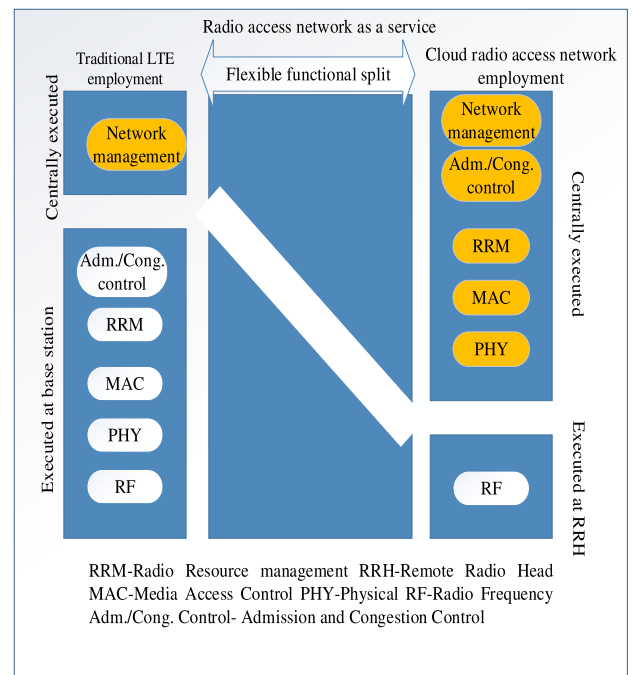 Radio access network as a service
Flexible functional split
Traditional LTE
employment
Centrally executed
Network
management
Executed at base station
Adm./Cong.
control
RRM
MAC
PHY
RF
Cloud radio access network
employment
Network
management
Adm./Cong.
control
RRM
MAC
PHY
Centrally executed
RF
Executed at RRH
RRM-Radio Resource management RRH-Remote Radio Head
MAC-Media Access Control PHY-Physical RF-Radio Frequency
Adm./Cong. Control- Admission and Congestion Control